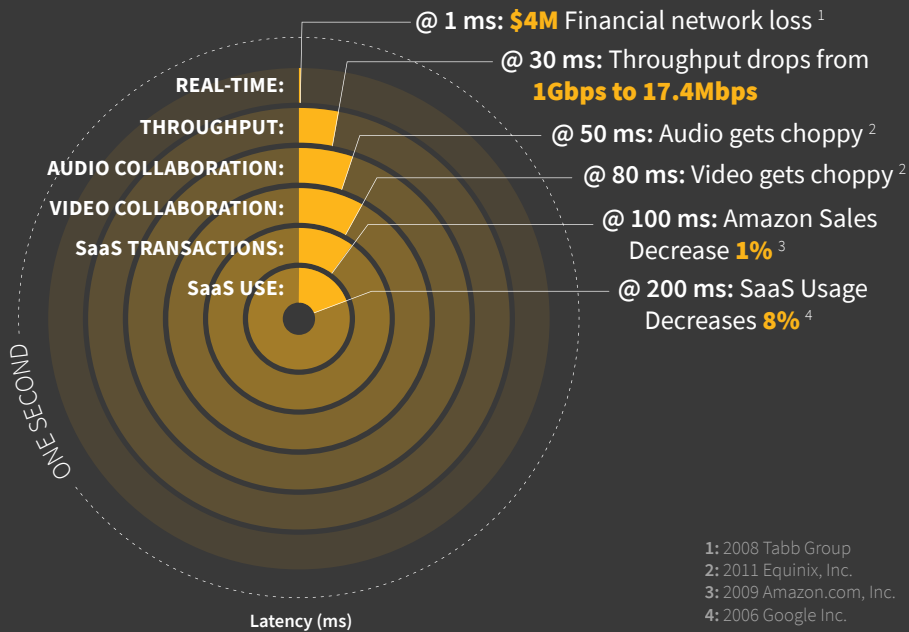 @ 1 ms: $4M Financial network loss 1
@ 30 ms: Throughput drops from
1Gbps to 17.4Mbps
@ 50 ms: Audio gets choppy 2
@ 80 ms: Video gets choppy 2
@ 100 ms: Amazon Sales
Decrease 1% 3
@ 200 ms: SaaS Usage
Decreases 8% 4
REAL-TIME:
THROUGHPUT:
AUDIO COLLABORATION:
VIDEO COLLABORATION:
SaaS TRANSACTIONS:
SaaS USE:
ONE SECOND
Latency (ms)
1: 2008 Tabb Group
2: 2011 Equinix, Inc.
3: 2009 Amazon.com, Inc.
4: 2006 Google Inc.